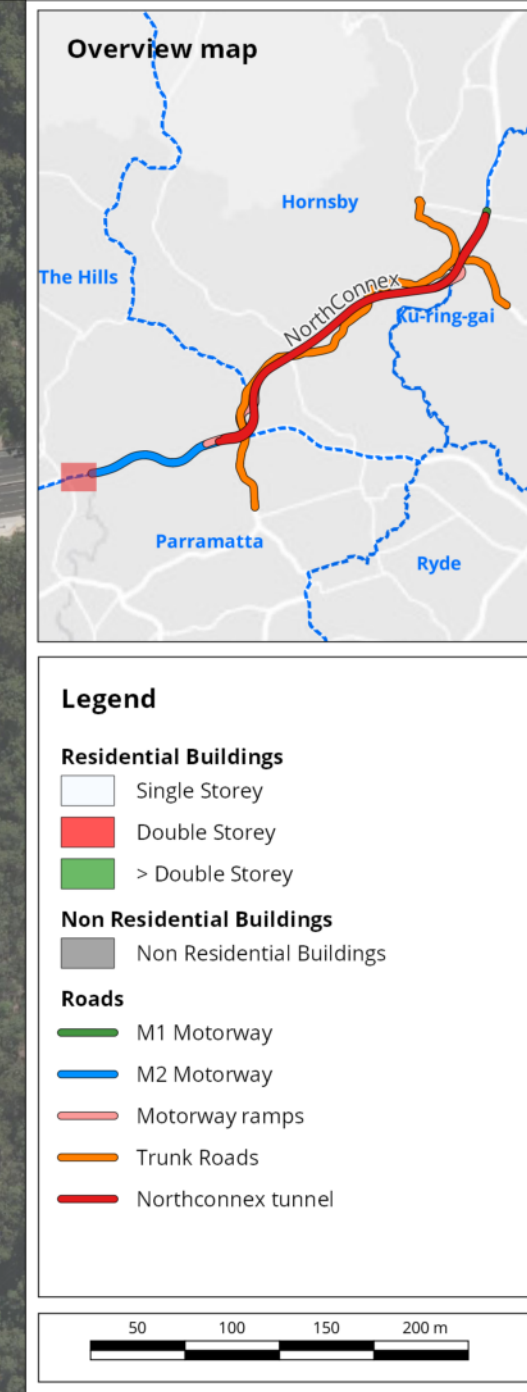 Overview map
Hornsby
The Hills
NorthConnex
Ku-ring-gai
Parramatta
Ryde
Legend
Residential Buildings
Single Storey
Double Storey
> Double Storey
Non Residential Buildings
Non Residential Buildings
Roads
M1 Motorway
M2 Motorway
Motorway ramps
Trunk Roads
Northconnex tunnel
50 100 150 200 m